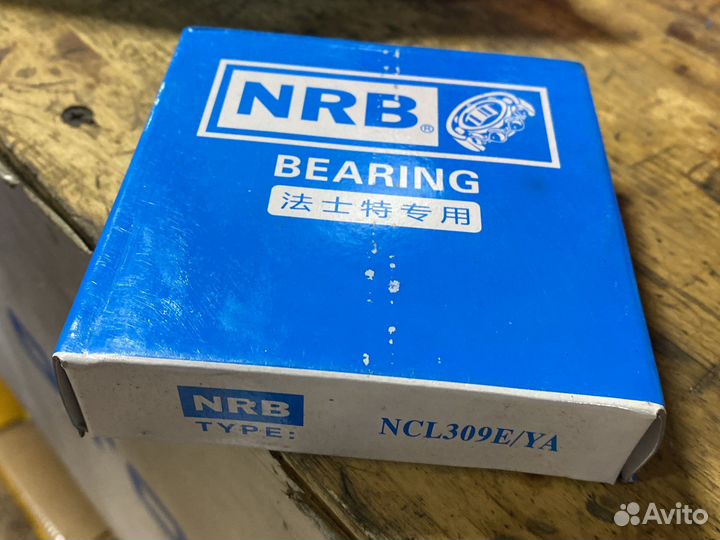 NRB®
BEARING
法士特专用
NRB
TYPE:
NCL309E/YA
Avito